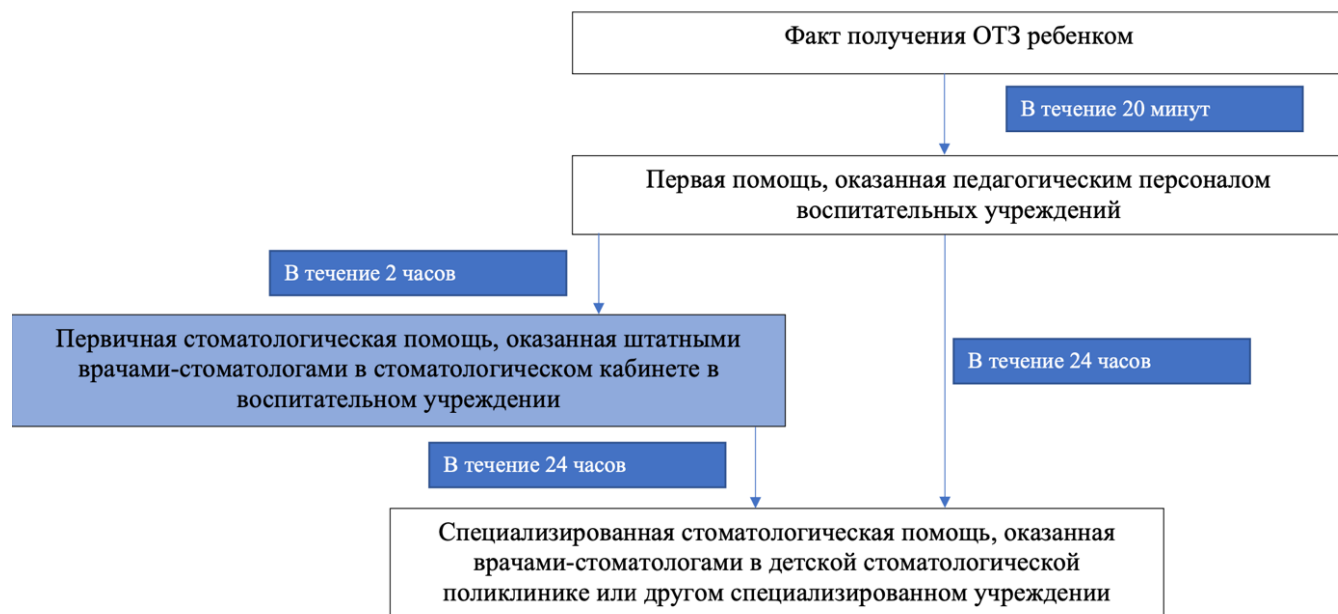 Факт получения ОТЗ ребенком
В течение 20 минут
Первая помощь, оказанная педагогическим персоналом
воспитательных учреждений
В течение 2 часов
Первичная стоматологическая помощь, оказанная штатными
врачами-стоматологами в стоматологическом кабинете в
воспитательном учреждении
В течение 24 часов
В течение 24 часов
Специализированная стоматологическая помощь, оказанная
врачами-стоматологами в детской стоматологической
поликлинике или другом специализированном учреждении